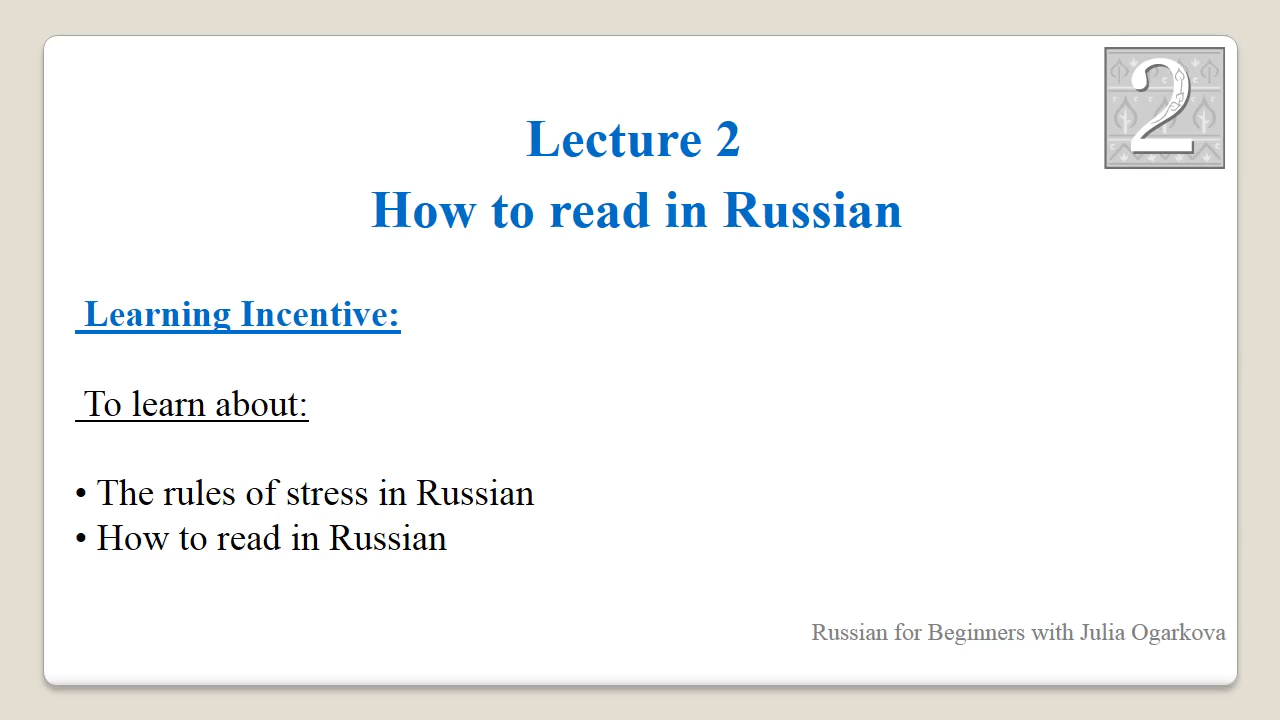 2
Lecture 2
How to read in Russian
Learning Incentive:
To learn about:
• The rules of stress in Russian
• How to read in Russian
Russian for Beginners with Julia Ogarkova